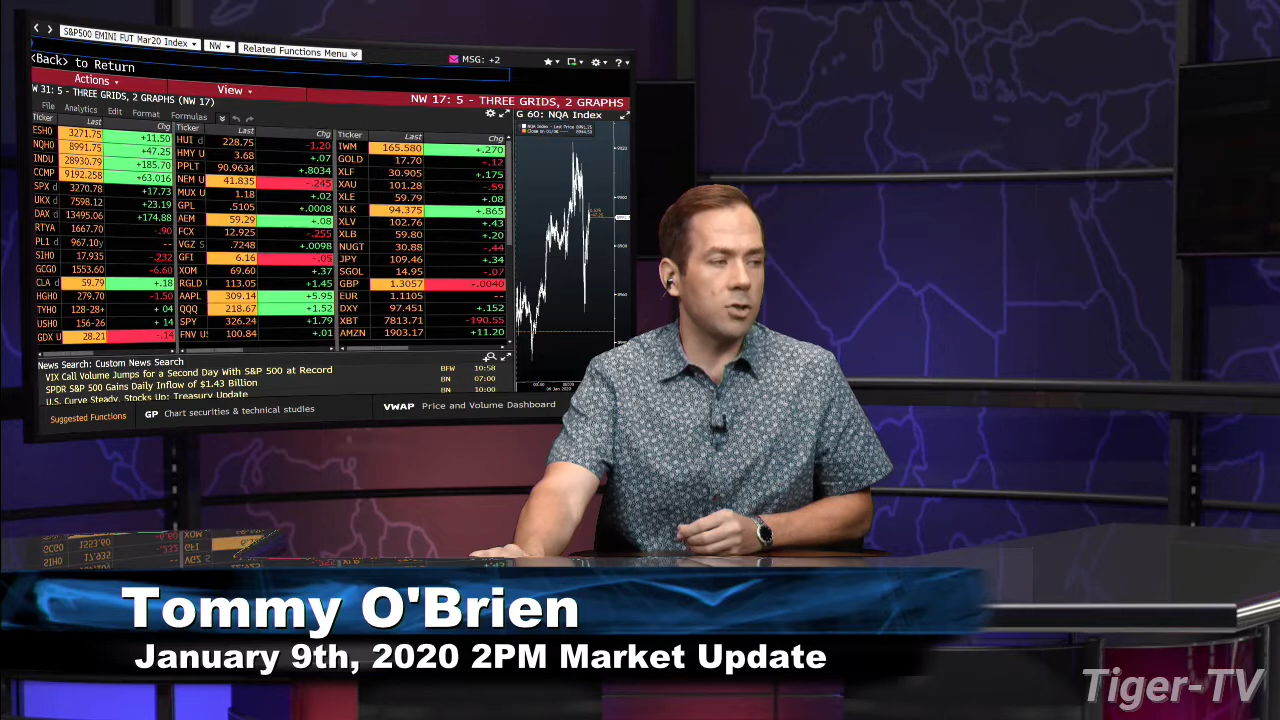 S&P500 EMINI FUT Mar20 Index NW Related Functions Menu MSG: +2
<Back> to Return
Actions View NW 17: 5 - THREE GRIDS, 2 GRAPHS
W 31: 5 - THREE GRIDS, 2 GRAPHS (NW 17) G 60: NQA Index
File Analytics Edit Format Formulas
Ticker Last Chg Ticker Last Chg Ticker Last Chg
ESH0 3271.75 +11.50 HUI d 228.75 -1.20 IWM 165.580 +.270
NQH0 8991.75 +47.25 HMY U 3.68 +.07 GOLD 17.70 -.12
INDU 28930.79 +185.70 PPLT 90.9634 +.8034 XLF 30.905 +.175
CCMP 9192.258 +63.016 NEM U 41.835 -.245 XAU 101.28 -.59
SPX d 3270.78 +17.73 MUX U 1.18 +.02 XLE 59.79 +.08
UKX d 7598.12 +23.19 GPL .5105 +.0008 XLK 94.375 +.865
DAX d 13495.06 +174.88 AEM 59.29 +.08 XLV 102.76 +.43
RTYA 1667.70 -.90 FCX 12.925 -.255 XLB 59.80 +.20
PL1 d 967.10y -- VGZ S .7248 +.0098 NUGT 30.88 -.44
SIH0 17.935 -.232 GFI 6.16 -.05 JPY 109.46 +.34
GCG0 1553.60 -6.60 XOM 69.60 +.37 SGOL 14.95 -.07
CLA d 59.79 +.18 RGLD 113.05 +1.45 GBP 1.3057 -.0040
HGH0 279.70 -1.50 AAPL 309.14 +5.95 EUR 1.1105 --
TYH0 128-28+ + 04 QQQ 218.67 +1.52 DXY 97.451 +.152
USH0 156-26 + 14 SPY 326.24 +1.79 XBT 7813.71 -190.55
GDX U 28.21 -.14 FNV U 100.84 +.01 AMZN 1903.17 +11.20
News Search: Custom News Search
VIX Call Volume Jumps for a Second Day With S&P 500 at Record BFW 10:58
SPDR S&P 500 Gains Daily Inflow of $1.43 Billion BN 07:00
U.S. Curve Steady, Stocks Up: Treasury Update BN 10:00
Suggested Functions GP Chart securities & technical studies VWAP Price and Volume Dashboard
Tommy O'Brien
January 9th, 2020 2PM Market Update
Tiger-TV